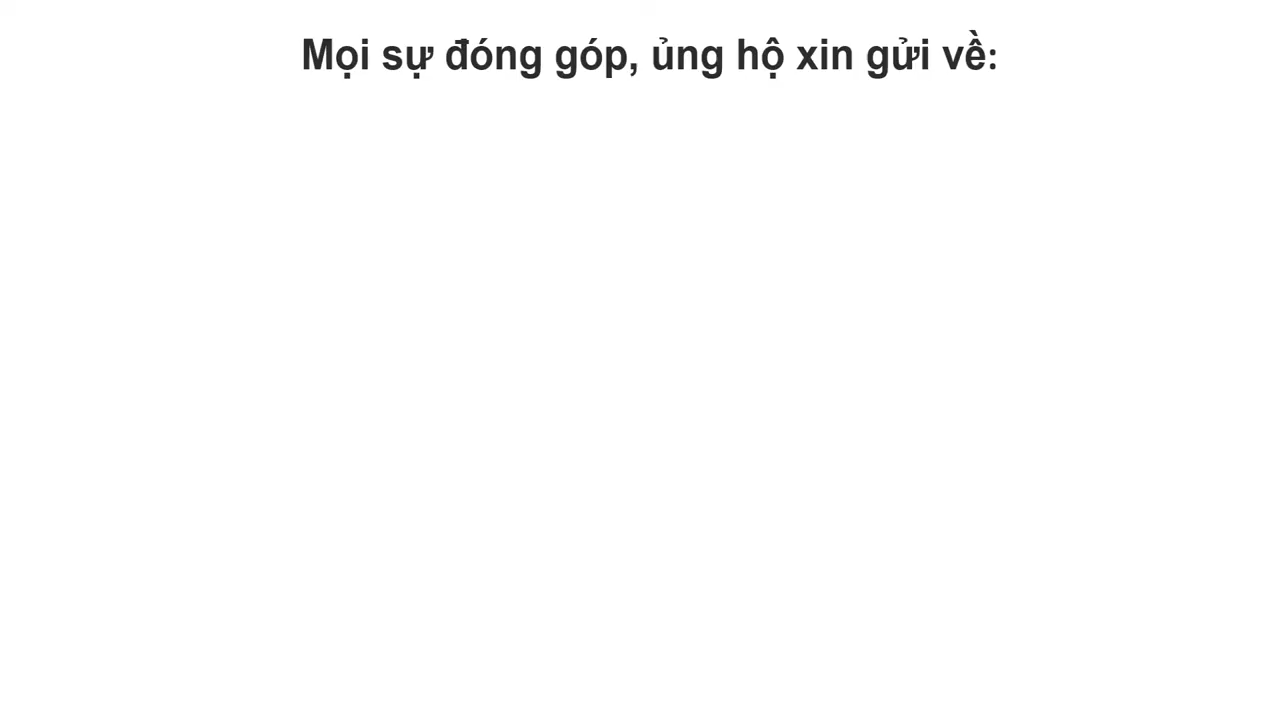 Mọi sự đóng góp, ủng hộ xin gửi về: